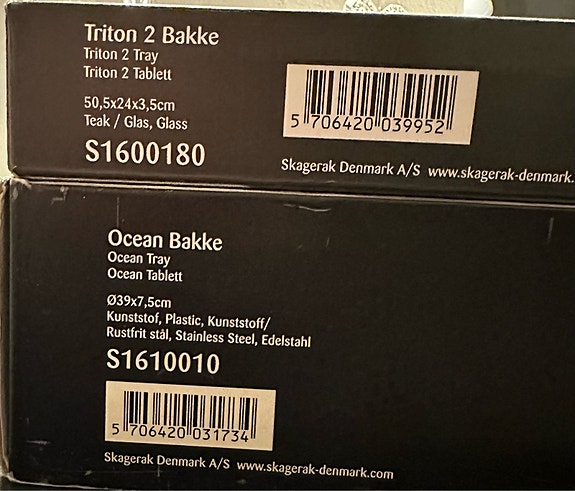 Triton 2 Bakke
Triton 2 Tray
Triton 2 Tablett
50,5x24x3,5cm
Teak / Glas, Glass
S1600180
5 706420 039952
Skagerak Denmark A/S www.skagerak-denmark.
Ocean Bakke
Ocean Tray
Ocean Tablett
Ø39x7,5cm
Kunststof, Plastic, Kunststoff/
Rustfrit stål, Stainless Steel, Edelstahl
S1610010
5 706420 031734
Skagerak Denmark A/S www.skagerak-denmark.com